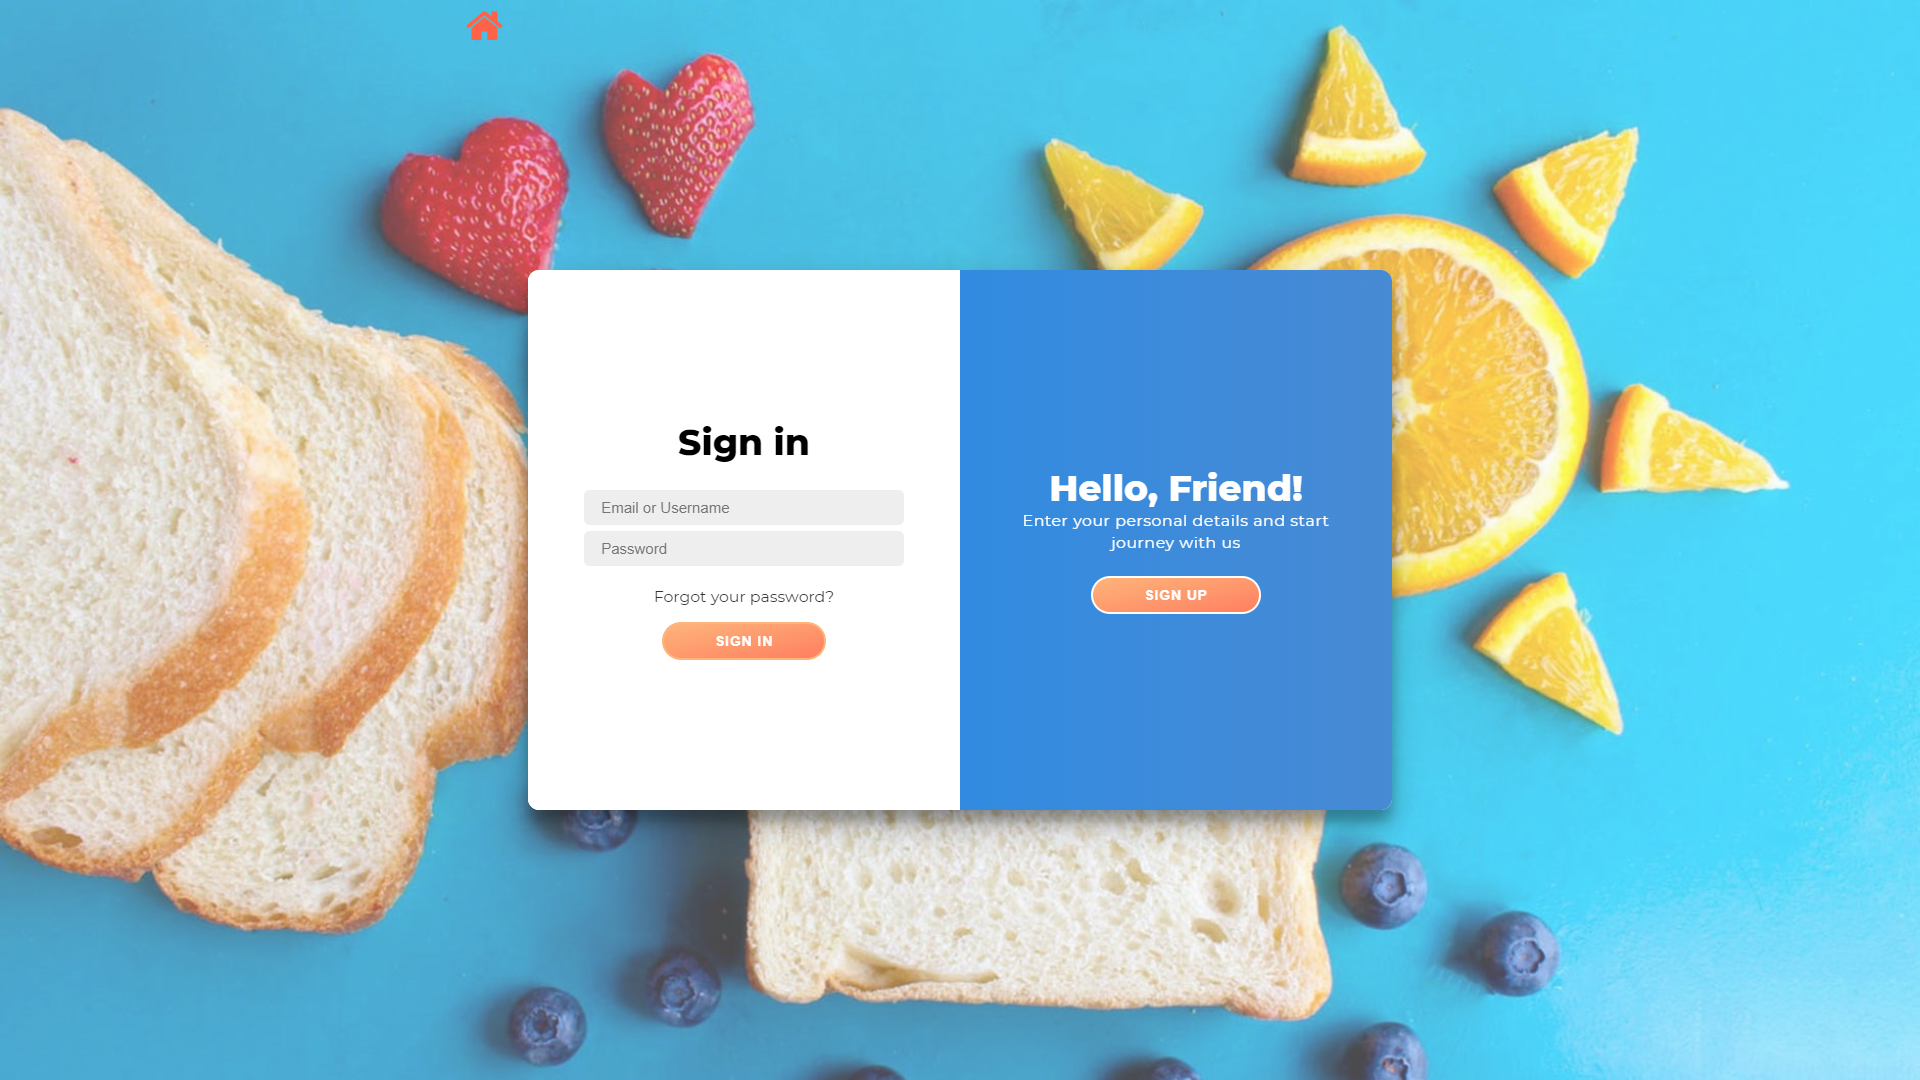 Sign in
Email or Username
Password
Forgot your password?
SIGN IN
Hello, Friend!
Enter your personal details and start
journey with us
SIGN UP